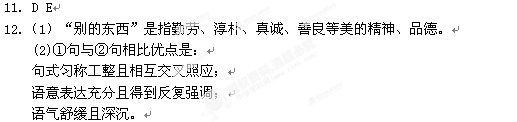 11. D E
12.（1）“别的东西”是指勤劳、淳朴、真诚、善良等美的精神、品德。
(2)①句与②句相比优点是：
句式匀称工整且相互交叉照应；
语意表达充分且得到反复强调；
语气舒缓且深沉。